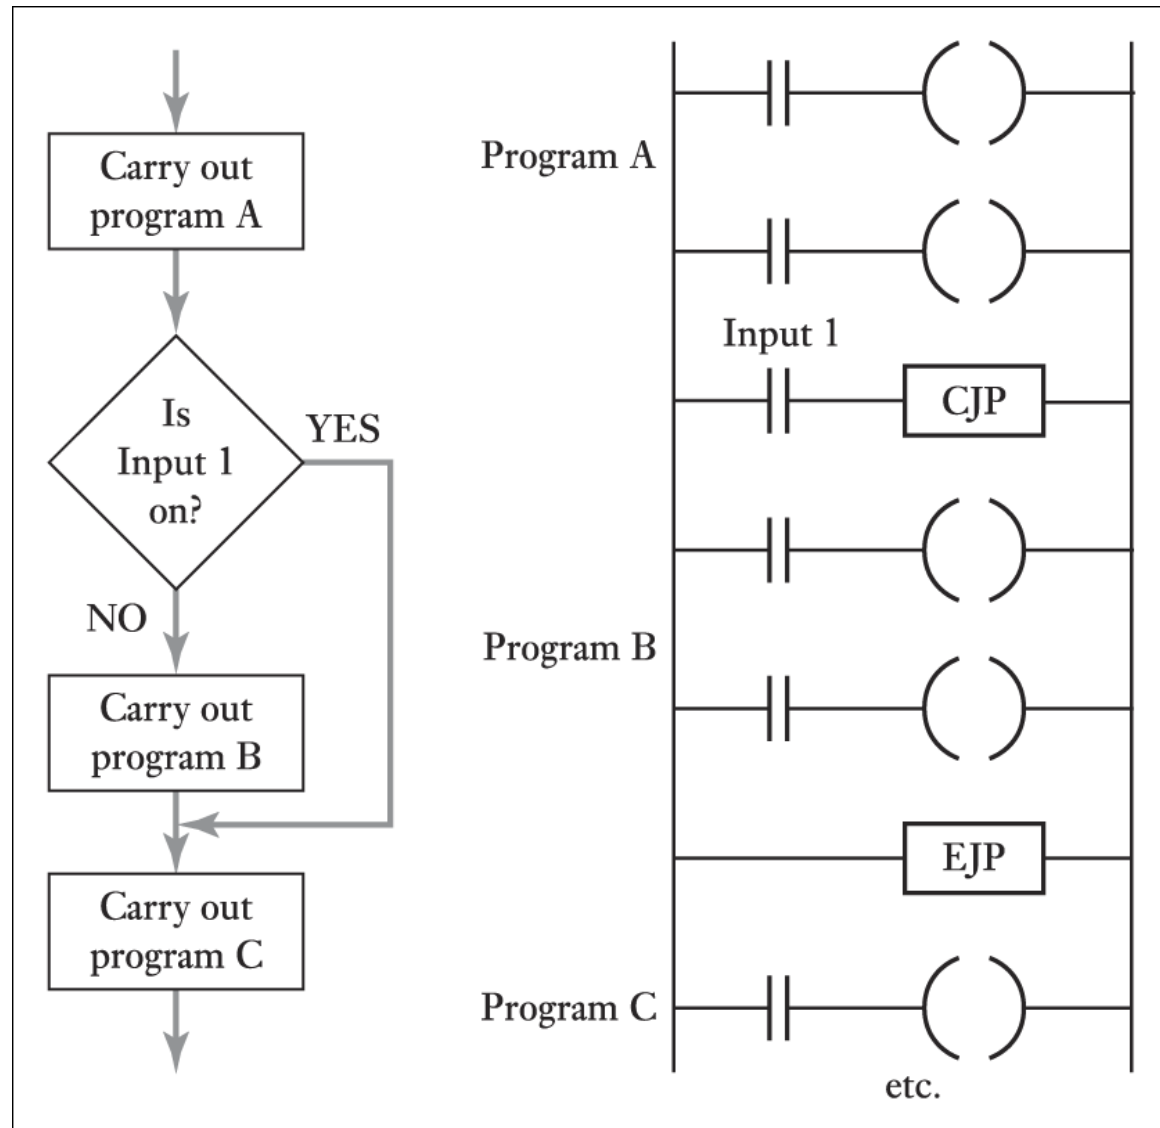 Carry out
program A
Is
Input 1
on?
YES
NO
Carry out
program B
Carry out
program C
Program A
Input 1
CJP
Program B
EJP
Program C
etc.